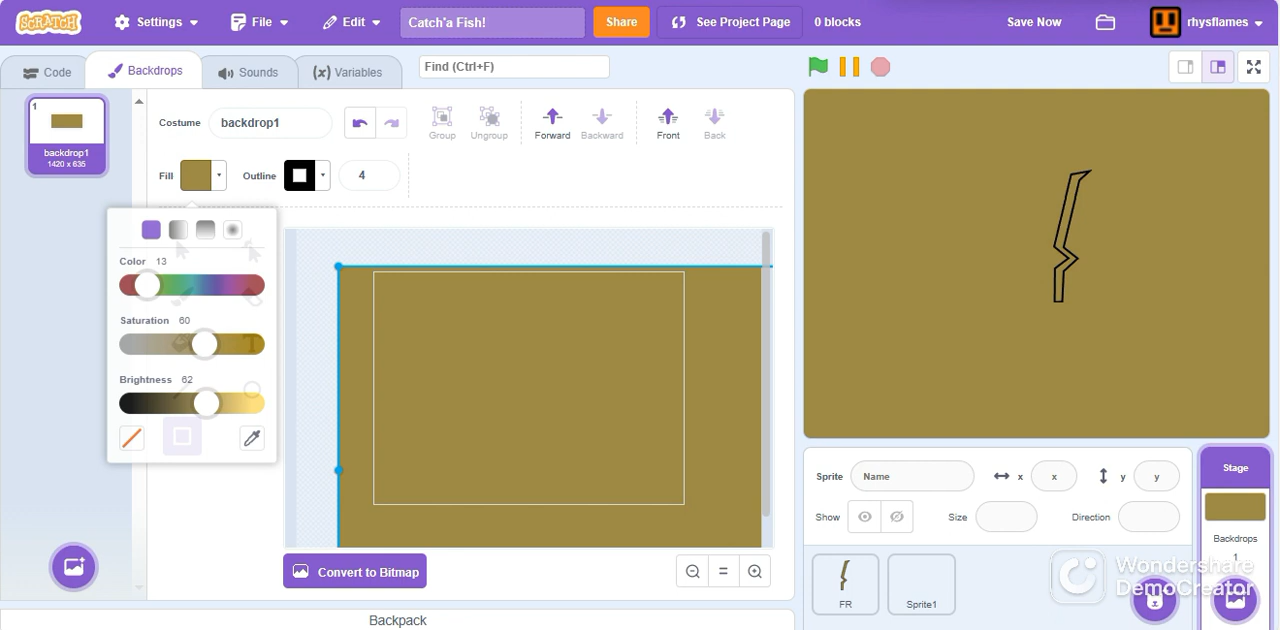 SCRATCH Settings File Edit Catch'a Fish! Share See Project Page 0 blocks Save Now rhysflames
Code Backdrops Sounds (x) Variables Find (Ctrl+F)
1
backdrop1
1420 x 635
Costume backdrop1 Group Ungroup Forward Backward Front Back
Fill Outline 4
Color 13
Saturation 60
Brightness 62
Convert to Bitmap
Backpack
Sprite Name x x y y
Show Size Direction
FR Sprite1
Stage
Backdrops
1
Wondershare
DemoCreator